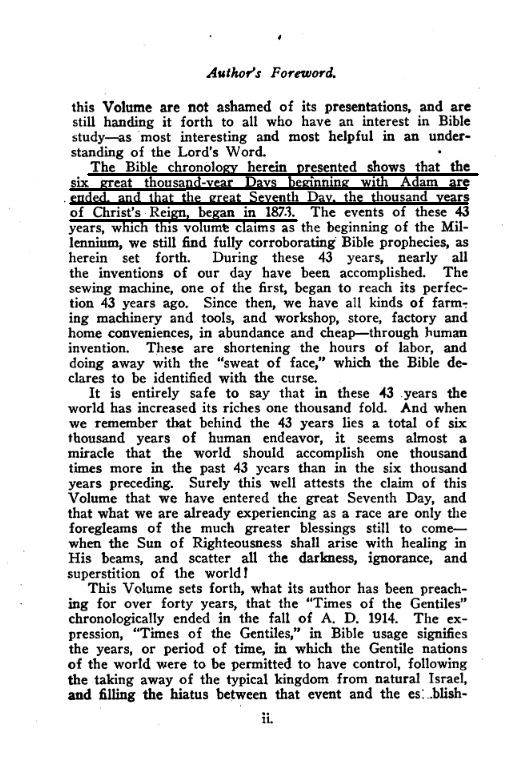 Author's Foreword.
this Volume are not ashamed of its presentations, and are
still handing it forth to all who have an interest in Bible
study—as most interesting and most helpful in an under-
standing of the Lord's Word.
The Bible chronology herein presented shows that the
six great thousand-year Days beginning with Adam are
ended, and that the great Seventh Day, the thousand years
of Christ's Reign, began in 1873. The events of these 43
years, which this volume claims as the beginning of the Mil-
lennium, we still find fully corroborating Bible prophecies, as
herein set forth. During these 43 years, nearly all
the inventions of our day have been accomplished. The
sewing machine, one of the first, began to reach its perfec-
tion 43 years ago. Since then, we have all kinds of farm-
ing machinery and tools, and workshop, store, factory and
home conveniences, in abundance and cheap—through human
invention. These are shortening the hours of labor, and
doing away with the "sweat of face," which the Bible de-
clares to be identified with the curse.
It is entirely safe to say that in these 43 years the
world has increased its riches one thousand fold. And when
we remember that behind the 43 years lies a total of six
thousand years of human endeavor, it seems almost a
miracle that the world should accomplish one thousand
times more in the past 43 years than in the six thousand
years preceding. Surely this well attests the claim of this
Volume that we have entered the great Seventh Day, and
that what we are already experiencing as a race are only the
foregleams of the much greater blessings still to come—
when the Sun of Righteousness shall arise with healing in
His beams, and scatter all the darkness, ignorance, and
superstition of the world!
This Volume sets forth, what its author has been preach-
ing for over forty years, that the "Times of the Gentiles"
chronologically ended in the fall of A. D. 1914. The ex-
pression, "Times of the Gentiles," in Bible usage signifies
the years, or period of time, in which the Gentile nations
of the world were to be permitted to have control, following
the taking away of the typical kingdom from natural Israel,
and filling the hiatus between that event and the es..blish-
ii.